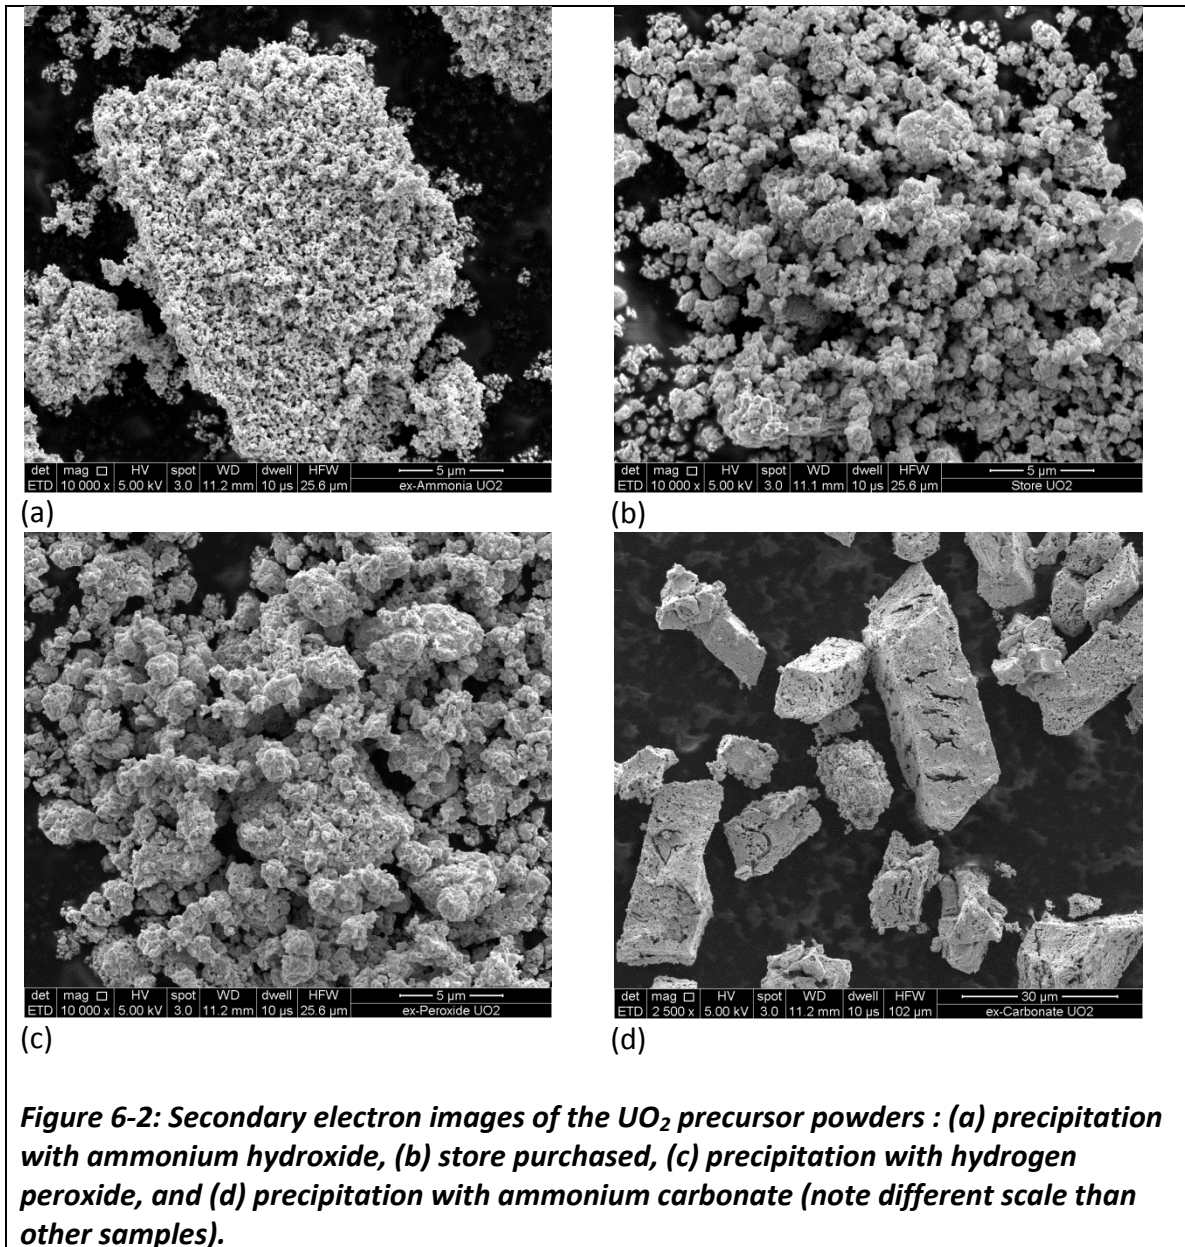 det mag HV spot WD dwell HFW 5 µm
ETD 10 000 x 5.00 kV 3.0 11.2 mm 10 µs 25.6 µm ex-Ammonia UO2
(a)
det mag HV spot WD dwell HFW 5 µm
ETD 10 000 x 5.00 kV 3.0 11.1 mm 10 µs 25.6 µm Store UO2
(b)
det mag HV spot WD dwell HFW 5 µm
ETD 10 000 x 5.00 kV 3.0 11.2 mm 10 µs 25.6 µm ex-Peroxide UO2
(c)
det mag HV spot WD dwell HFW 30 µm
ETD 2 500 x 5.00 kV 3.0 11.2 mm 10 µs 102 µm ex-Carbonate UO2
(d)
Figure 6-2: Secondary electron images of the UO₂ precursor powders : (a) precipitation
with ammonium hydroxide, (b) store purchased, (c) precipitation with hydrogen
peroxide, and (d) precipitation with ammonium carbonate (note different scale than
other samples).